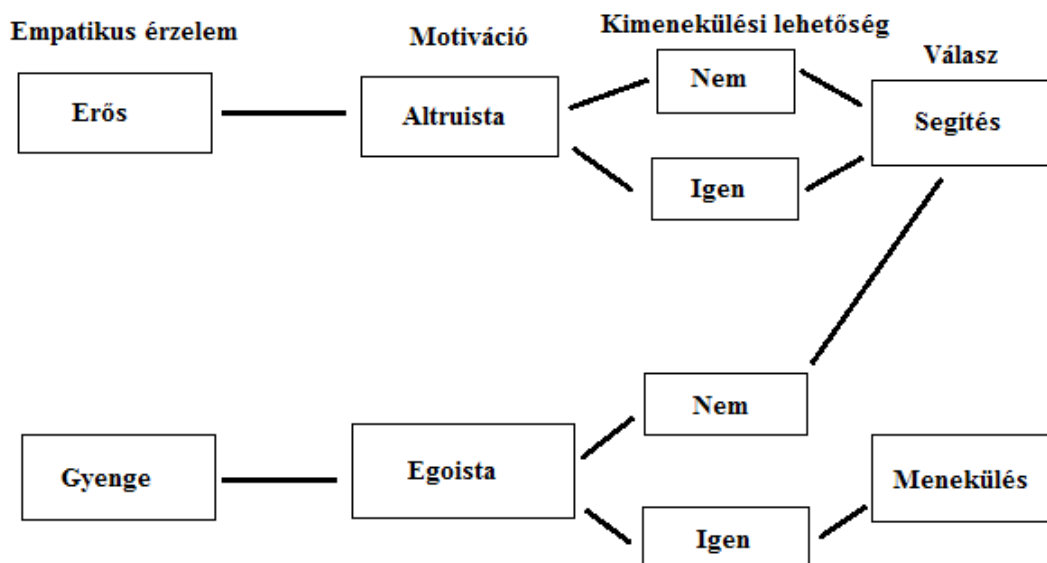 Empatikus érzelem
Motiváció
Kimenekülési lehetőség
Válasz
Erős
Altruista
Nem
Igen
Segítés
Gyenge
Egoista
Nem
Igen
Menekülés